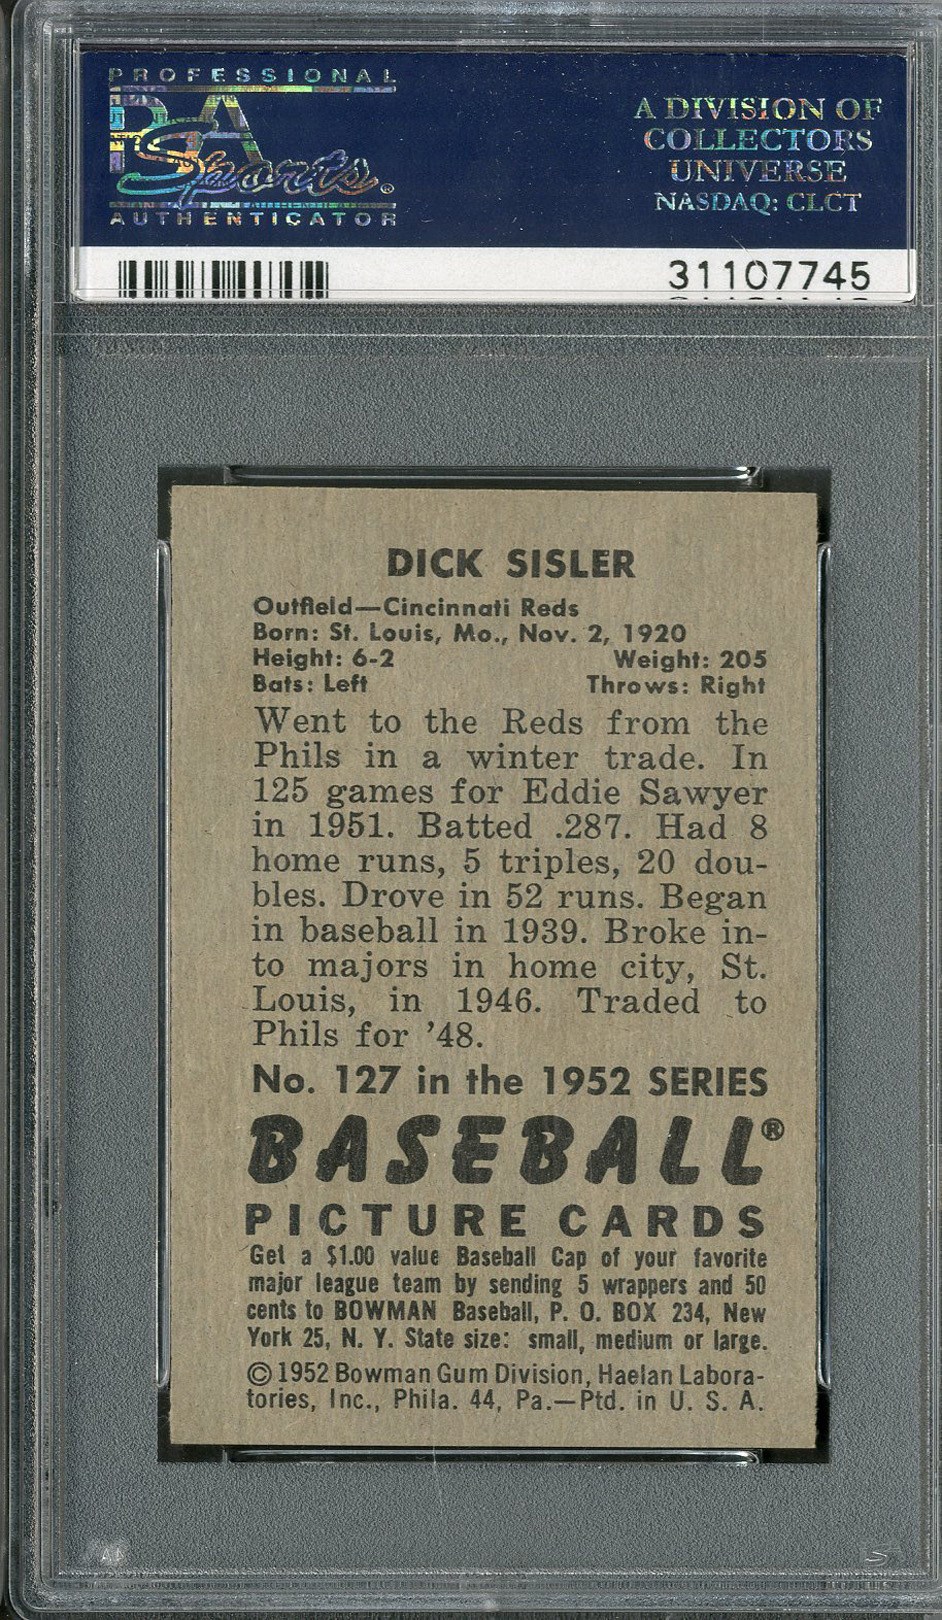 PROFESSIONAL
PSA
Sports®
AUTHENTICATOR
A DIVISION OF
COLLECTORS
UNIVERSE
NASDAQ: CLCT
31107745
DICK SISLER
Outfield—Cincinnati Reds
Born: St. Louis, Mo., Nov. 2, 1920
Height: 6-2 Weight: 205
Bats: Left Throws: Right
Went to the Reds from the
Phils in a winter trade. In
125 games for Eddie Sawyer
in 1951. Batted .287. Had 8
home runs, 5 triples, 20 dou-
bles. Drove in 52 runs. Began
in baseball in 1939. Broke in-
to majors in home city, St.
Louis, in 1946. Traded to
Phils for ’48.
No. 127 in the 1952 SERIES
BASEBALL®
PICTURE CARDS
Get a $1.00 value Baseball Cap of your favorite
major league team by sending 5 wrappers and 50
cents to BOWMAN Baseball, P. O. BOX 234, New
York 25, N. Y. State size: small, medium or large.
©1952 Bowman Gum Division, Haelan Labora-
tories, Inc., Phila. 44, Pa.—Ptd. in U. S. A.